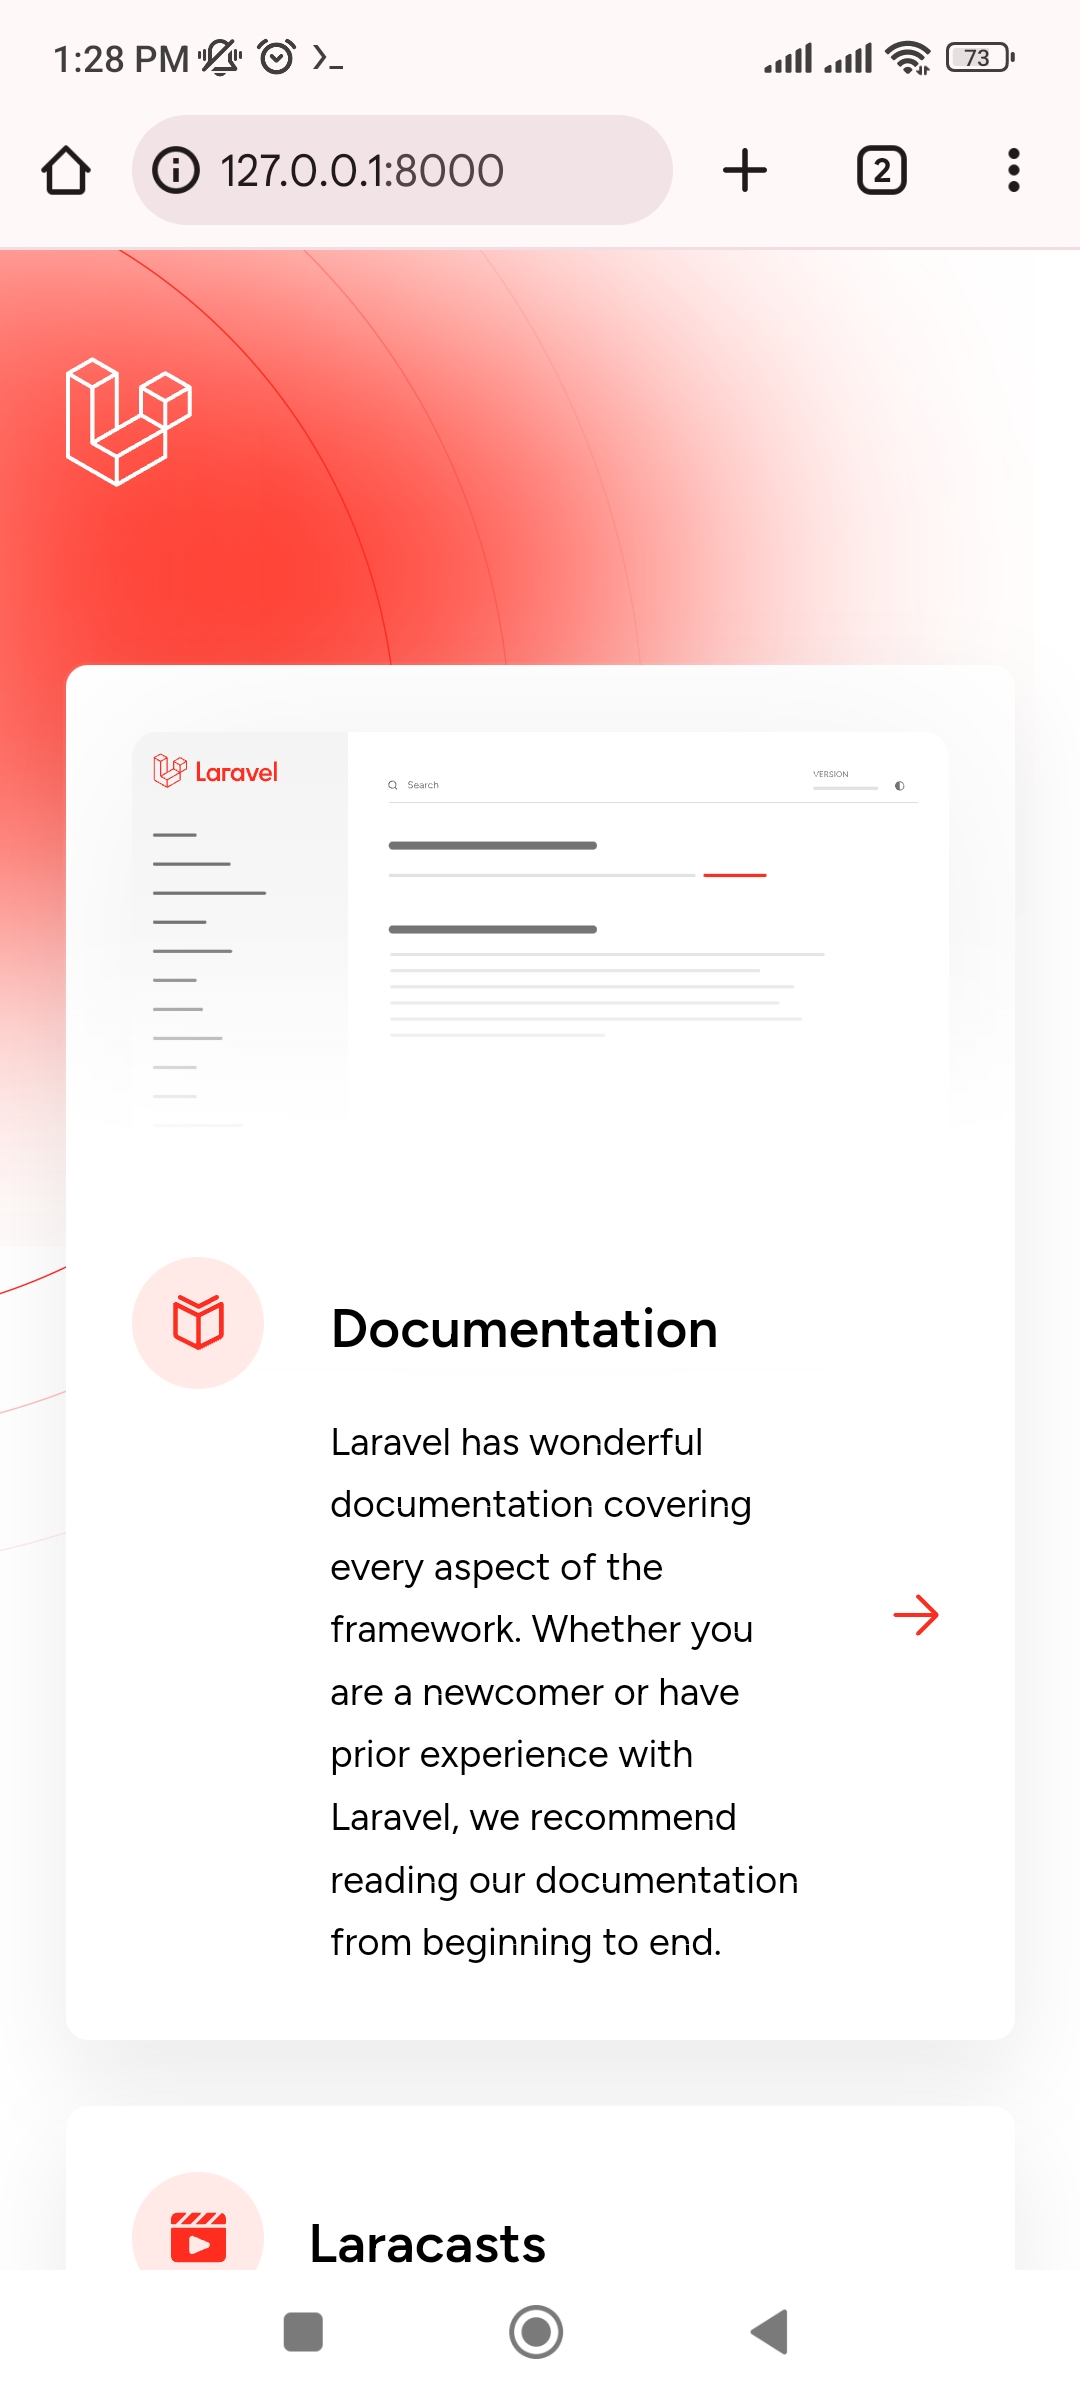 1:28 PM
73
127.0.0.1:8000
2
Laravel
Search
VERSION
Documentation
Laravel has wonderful
documentation covering
every aspect of the
framework. Whether you
are a newcomer or have
prior experience with
Laravel, we recommend
reading our documentation
from beginning to end.
Laracasts